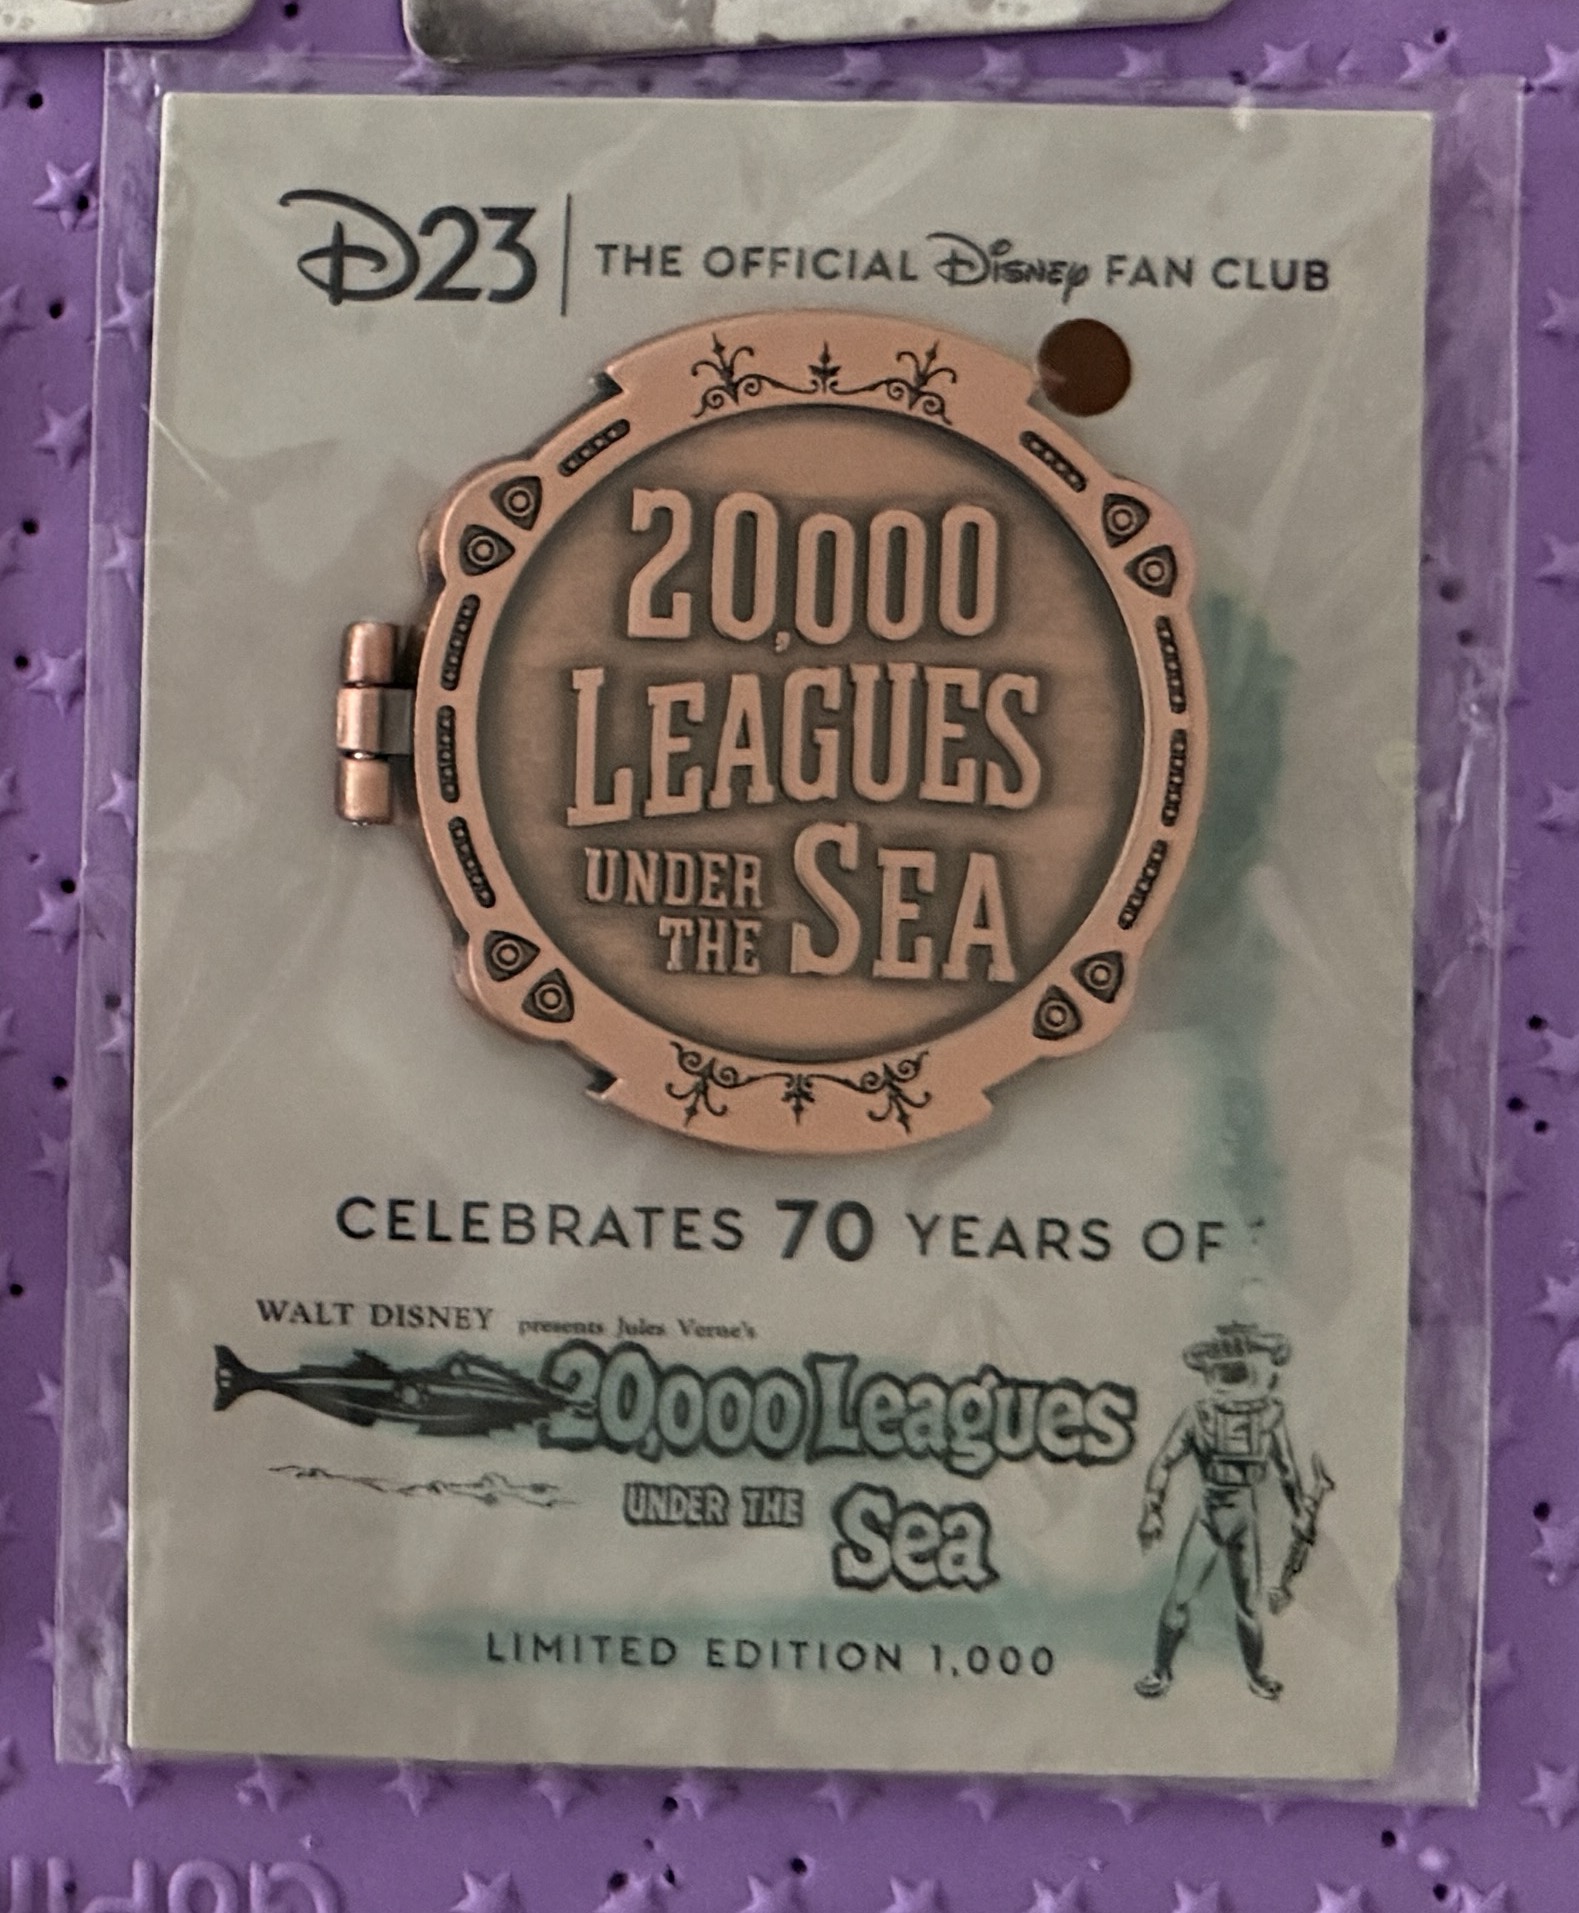 D23 | THE OFFICIAL Disney FAN CLUB
20,000
LEAGUES
UNDER
THE SEA
CELEBRATES 70 YEARS OF
WALT DISNEY presents Jules Verne's
20,000 Leagues
UNDER THE Sea
LIMITED EDITION 1,000